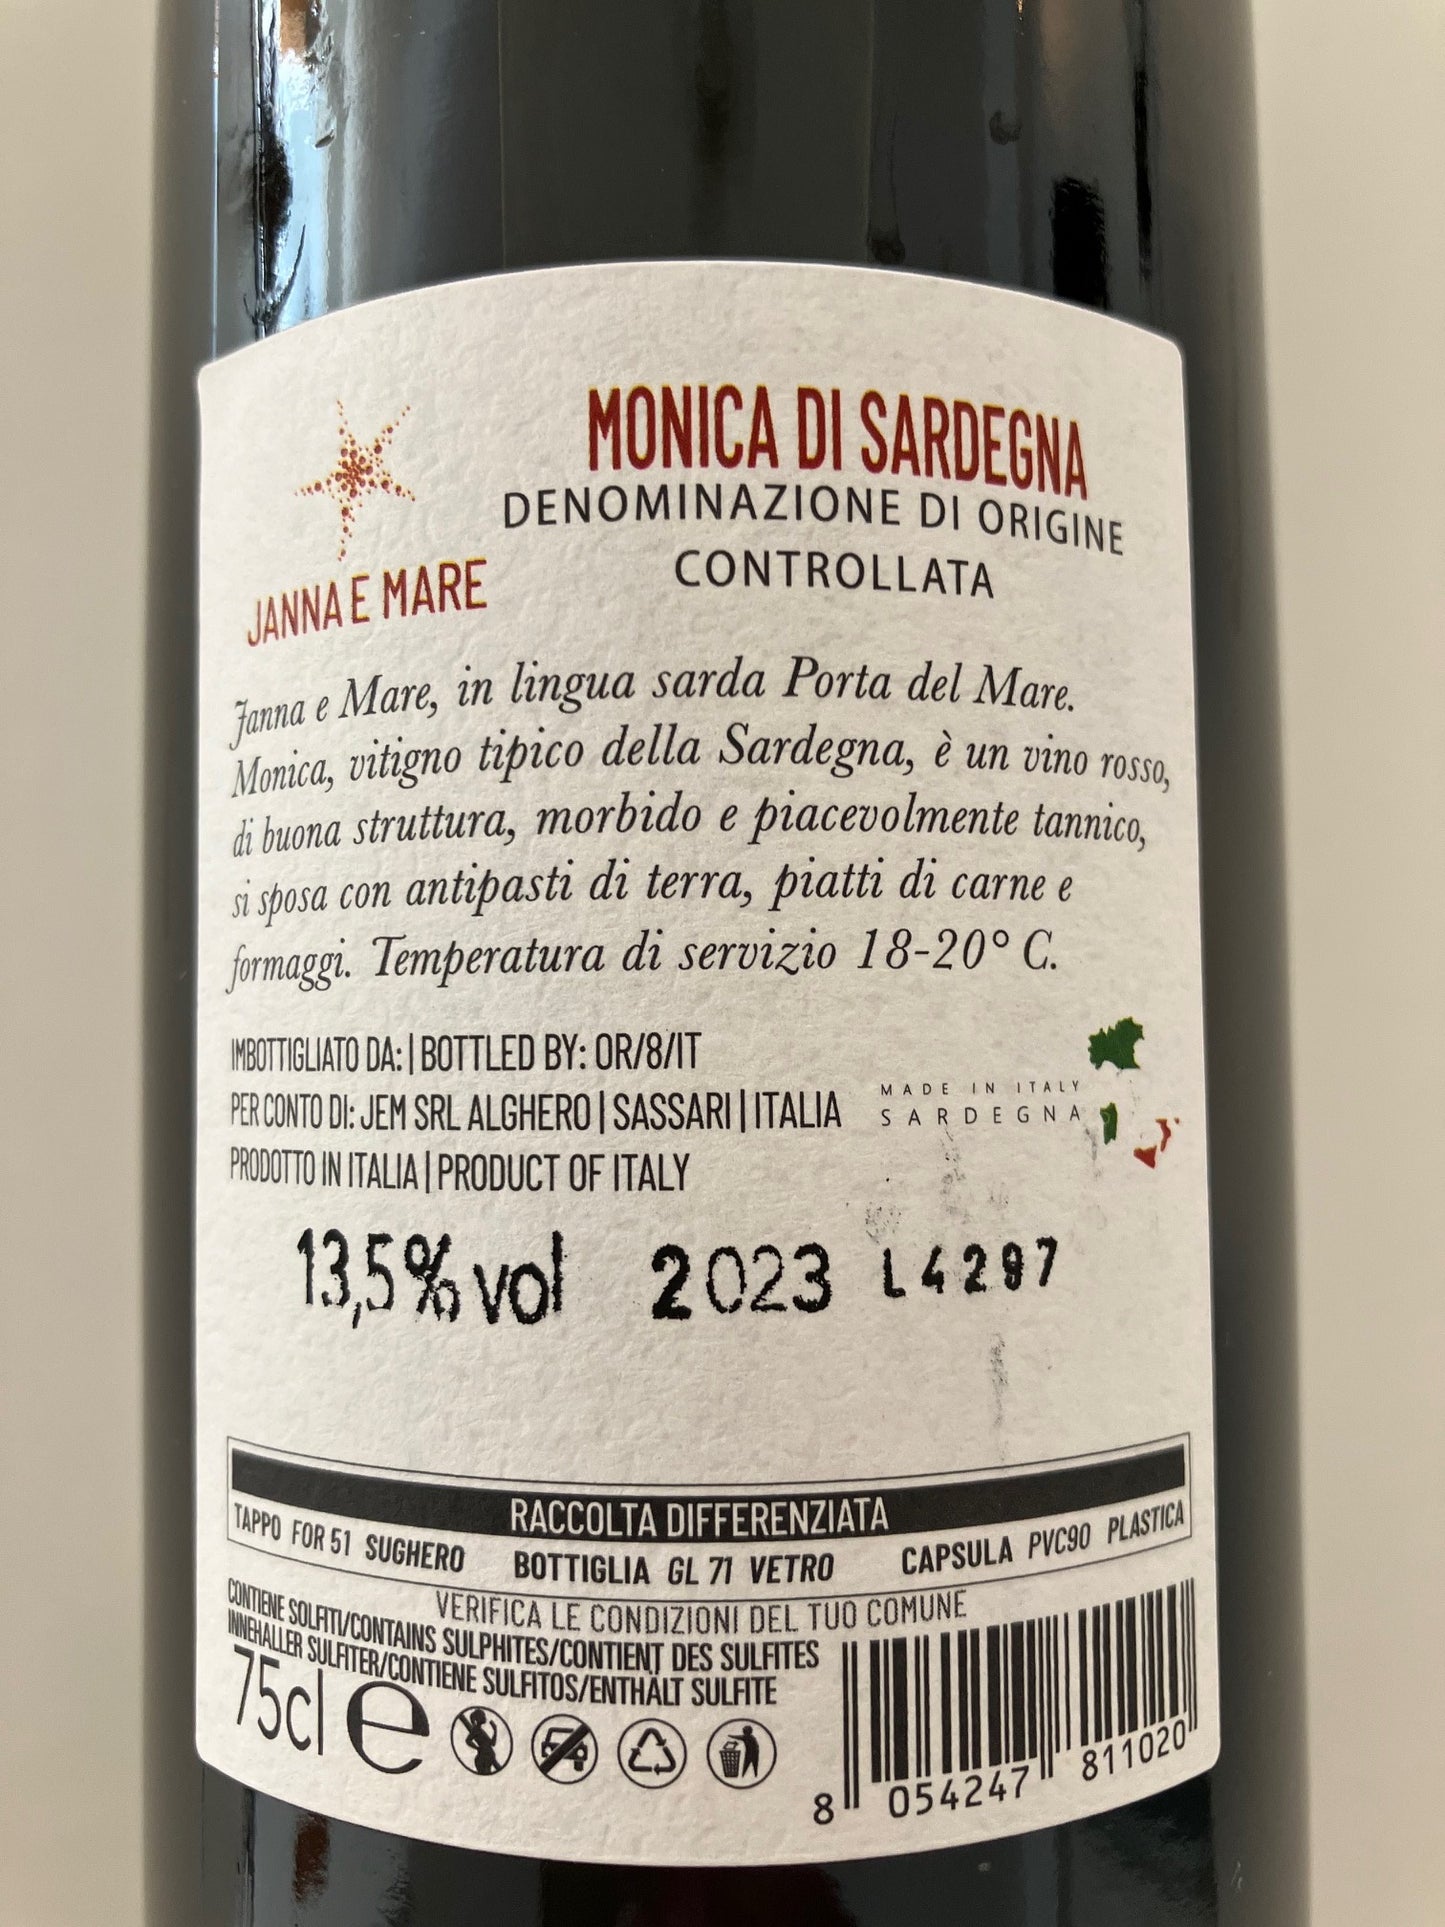 MONICA DI SARDEGNA
DENOMINAZIONE DI ORIGINE
CONTROLLATA
JANNA E MARE
Janna e Mare, in lingua sarda Porta del Mare.
Monica, vitigno tipico della Sardegna, è un vino rosso,
di buona struttura, morbido e piacevolmente tannico,
si sposa con antipasti di terra, piatti di carne e
formaggi. Temperatura di servizio 18-20° C.
IMBOTTIGLIATO DA: | BOTTLED BY: OR/8/IT
PER CONTO DI: JEM SRL ALGHERO | SASSARI | ITALIA
PRODOTTO IN ITALIA | PRODUCT OF ITALY
MADE IN ITALY
SARDEGNA
13,5% vol 2023 L4297
RACCOLTA DIFFERENZIATA
TAPPO FOR 51 SUGHERO BOTTIGLIA GL 71 VETRO CAPSULA PVC90 PLASTICA
VERIFICA LE CONDIZIONI DEL TUO COMUNE
CONTIENE SOLFITI/CONTAINS SULPHITES/CONTIENT DES SULFITES
INNEHALLER SULFITER/CONTIENE SULFITOS/ENTHÄLT SULFITE
75cl e
8 054247 811020